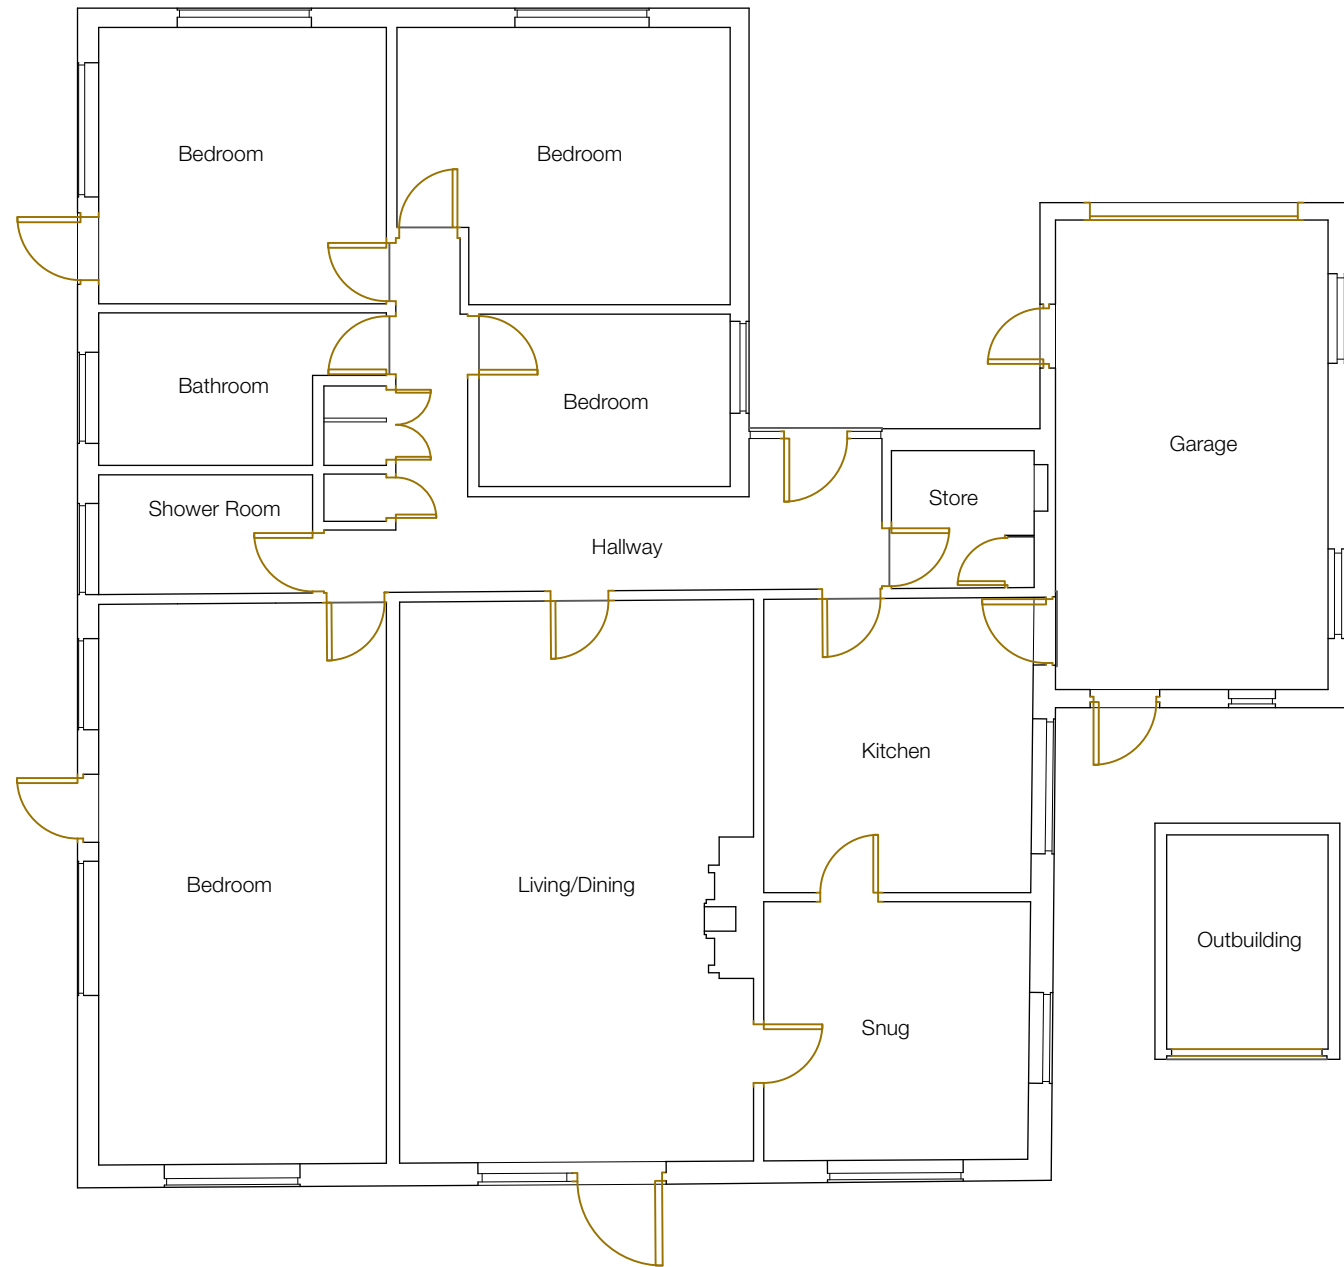 Bedroom
Bedroom
Bathroom
Bedroom
Garage
Shower Room
Store
Hallway
Kitchen
Bedroom
Living/Dining
Outbuilding
Snug